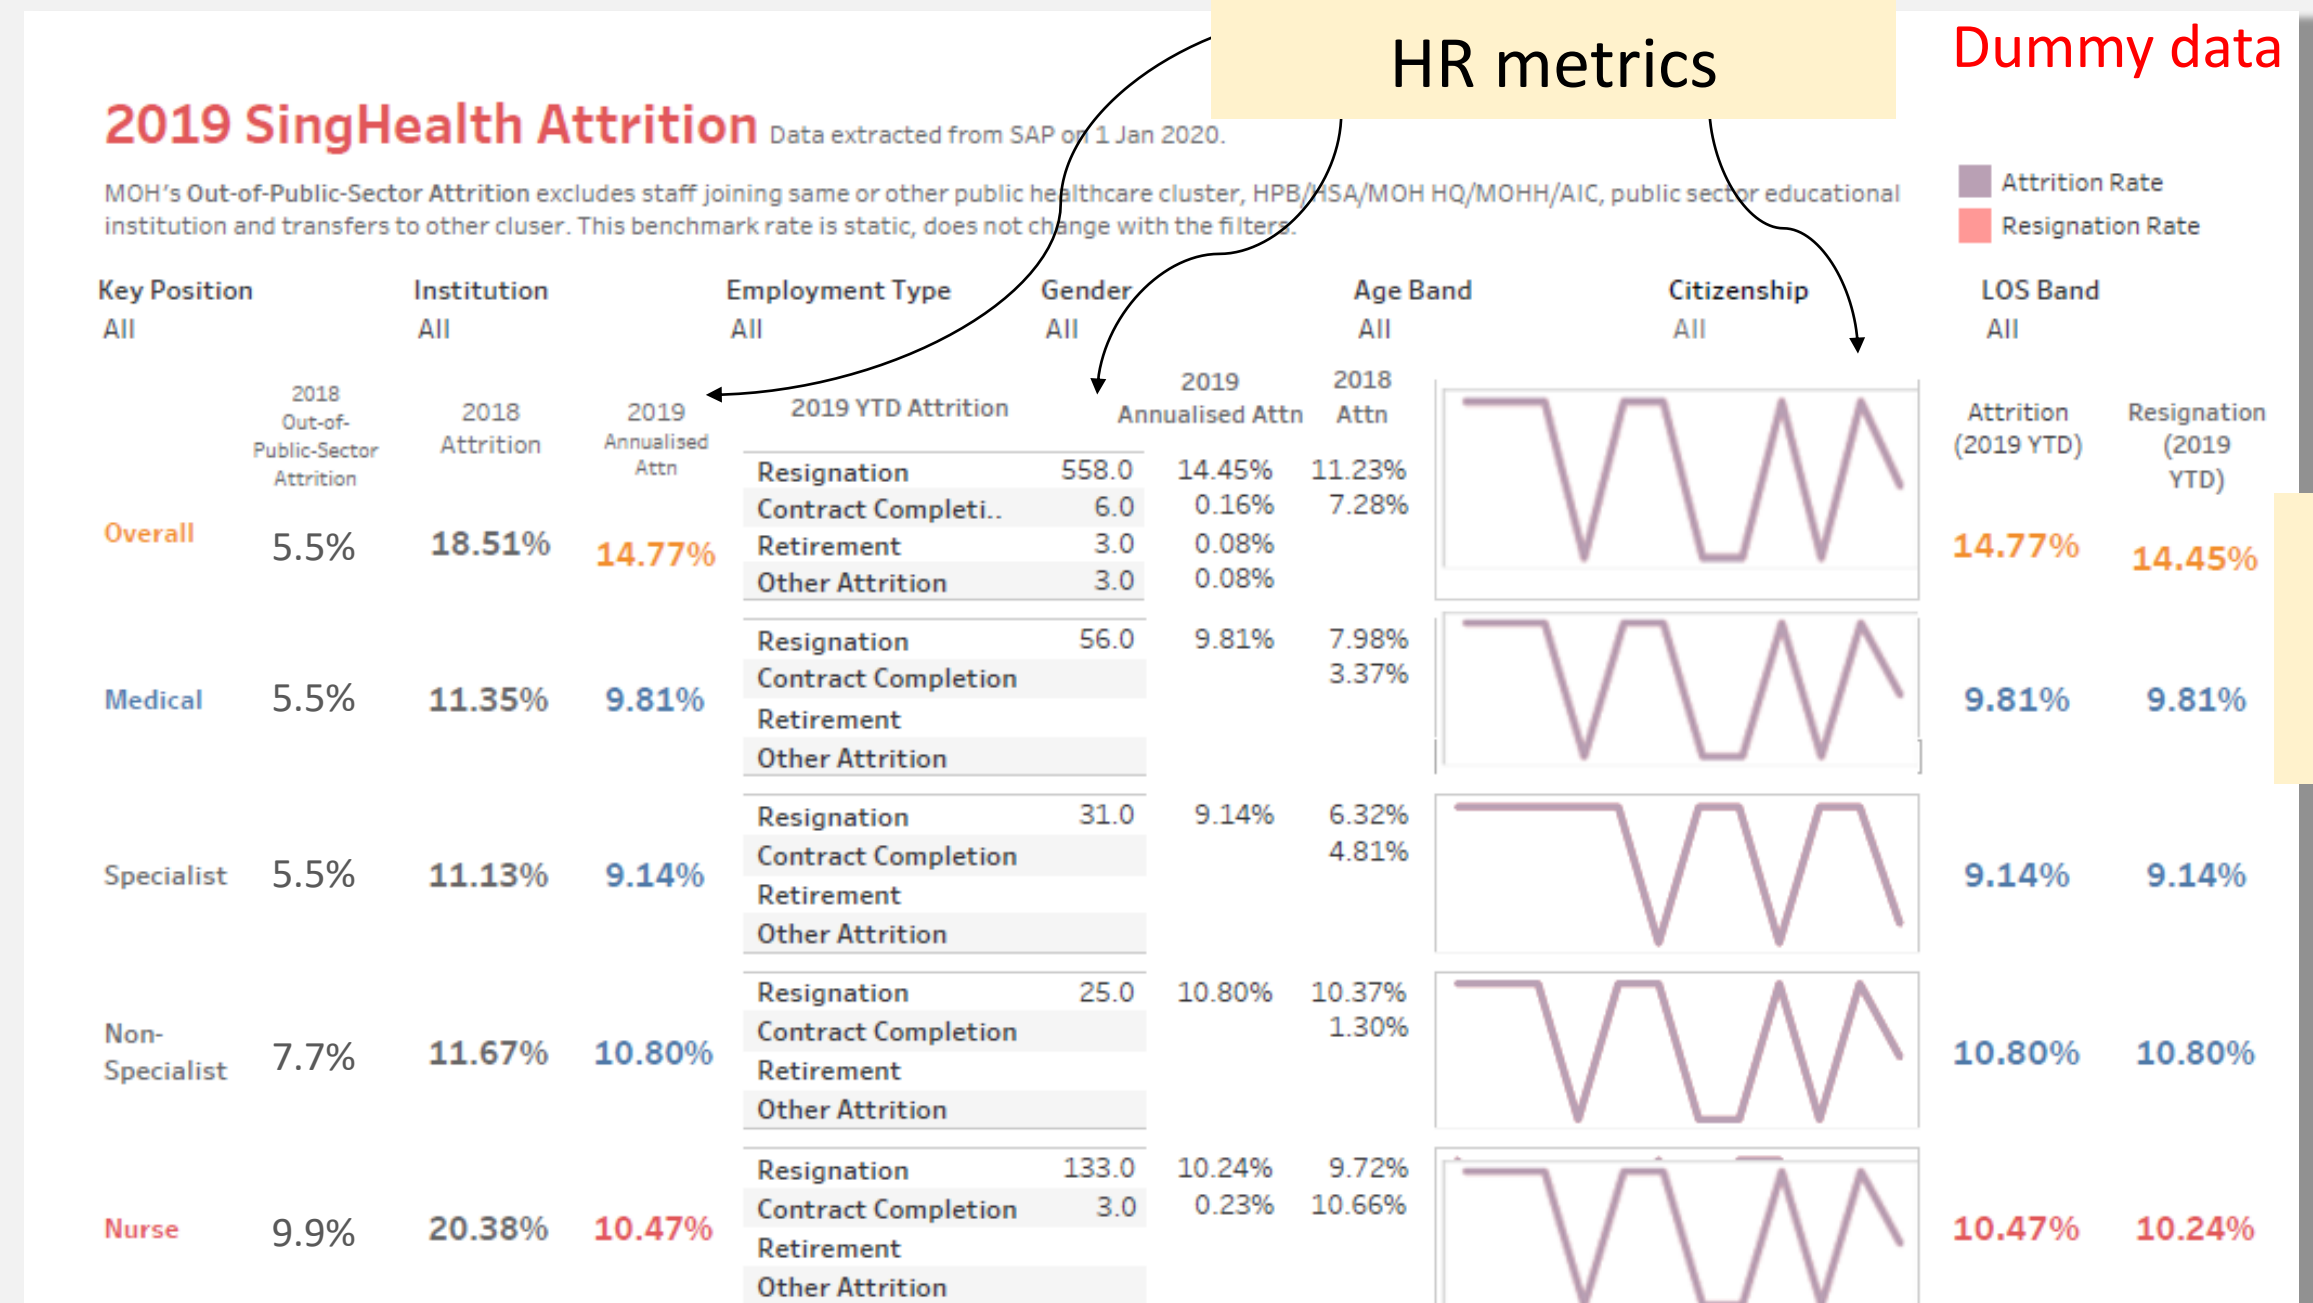 HR metrics
Dummy data
2019 SingHealth Attrition Data extracted from SAP on 1 Jan 2020.
MOH's Out-of-Public-Sector Attrition excludes staff joining same or other public healthcare cluster, HPB/HSA/MOH HQ/MOHH/AIC, public sector educational
institution and transfers to other cluser. This benchmark rate is static, does not change with the filters.
Attrition Rate
Resignation Rate
Key Position Institution Employment Type Gender Age Band Citizenship LOS Band
All All All All All All All
2018
Out-of-
Public-Sector
Attrition
2018
Attrition
2019
Annualised
Attn
2019 YTD Attrition
2019
Annualised Attn
2018
Attn
Attrition
(2019 YTD)
Resignation
(2019
YTD)
Overall 5.5% 18.51% 14.77%
Resignation 558.0 14.45% 11.23%
Contract Completi.. 6.0 0.16% 7.28%
Retirement 3.0 0.08%
Other Attrition 3.0 0.08%
14.77% 14.45%
Medical 5.5% 11.35% 9.81%
Resignation 56.0 9.81% 7.98%
Contract Completion 3.37%
Retirement
Other Attrition
9.81% 9.81%
Specialist 5.5% 11.13% 9.14%
Resignation 31.0 9.14% 6.32%
Contract Completion 4.81%
Retirement
Other Attrition
9.14% 9.14%
Non-
Specialist 7.7% 11.67% 10.80%
Resignation 25.0 10.80% 10.37%
Contract Completion 1.30%
Retirement
Other Attrition
10.80% 10.80%
Nurse 9.9% 20.38% 10.47%
Resignation 133.0 10.24% 9.72%
Contract Completion 3.0 0.23% 10.66%
Retirement
Other Attrition
10.47% 10.24%